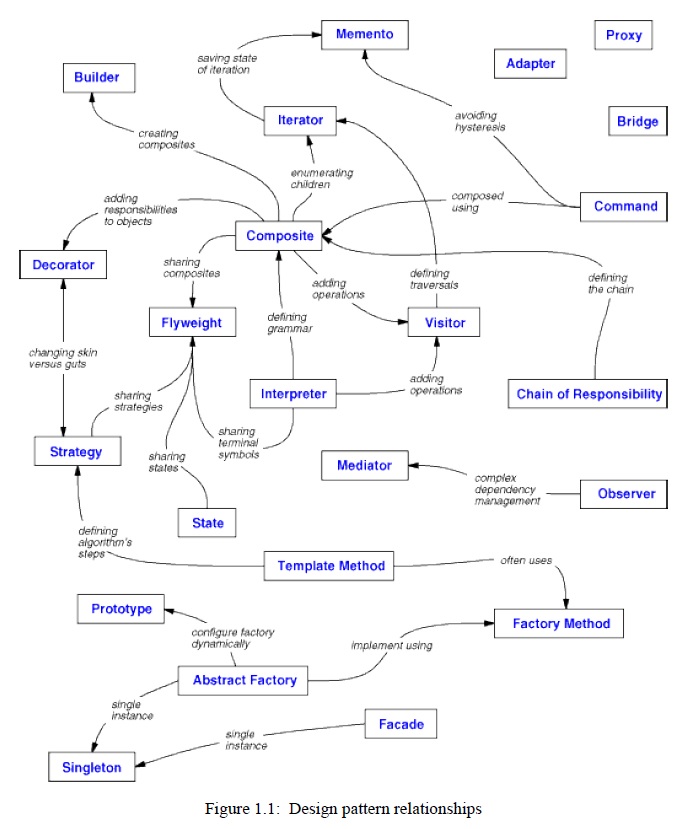 Memento
Proxy
saving state
of iteration
Adapter
Builder
avoiding
hysteresis
Iterator
Bridge
creating
composites
enumerating
children
composed
using
Command
adding
responsibilities
to objects
Composite
Decorator
sharing
composites
adding
operations
defining
traversals
defining
the chain
Flyweight
defining
grammar
Visitor
changing skin
versus guts
sharing
strategies
Interpreter
adding
operations
Chain of Responsibility
Strategy
sharing
terminal
symbols
sharing
states
Mediator
complex
dependency
management
Observer
State
defining
algorithm's
steps
Template Method
often uses
Prototype
configure factory
dynamically
implement using
Factory Method
Abstract Factory
single
instance
Facade
single
instance
Singleton
Figure 1.1: Design pattern relationships